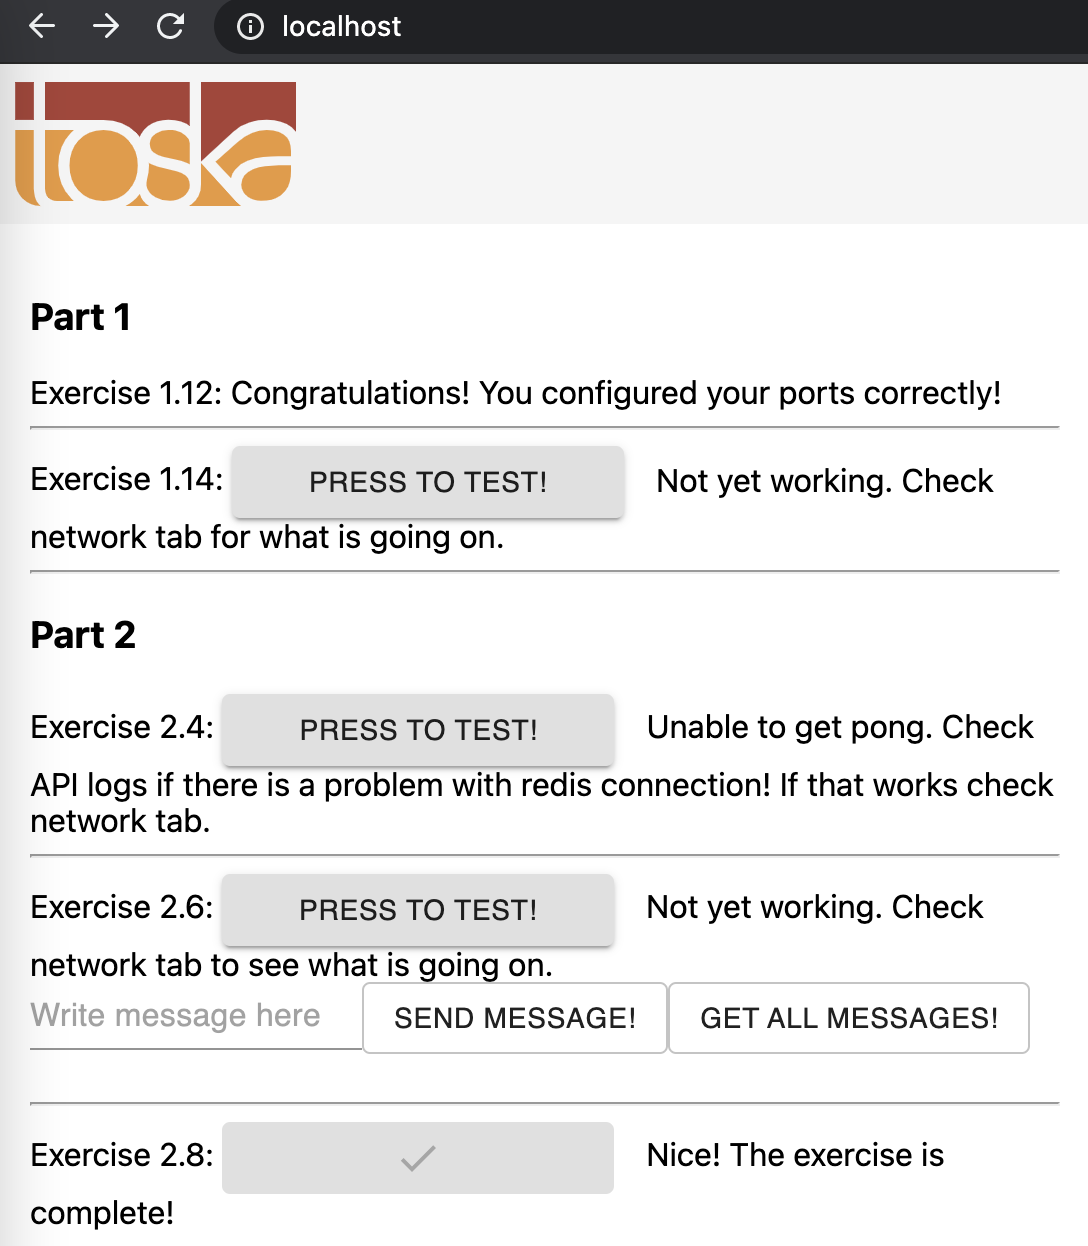 localhost
toska
Part 1
Exercise 1.12: Congratulations! You configured your ports correctly!
Exercise 1.14: PRESS TO TEST! Not yet working. Check
network tab for what is going on.
Part 2
Exercise 2.4: PRESS TO TEST! Unable to get pong. Check
API logs if there is a problem with redis connection! If that works check
network tab.
Exercise 2.6: PRESS TO TEST! Not yet working. Check
network tab to see what is going on.
Write message here SEND MESSAGE! GET ALL MESSAGES!
Exercise 2.8: Nice! The exercise is
complete!